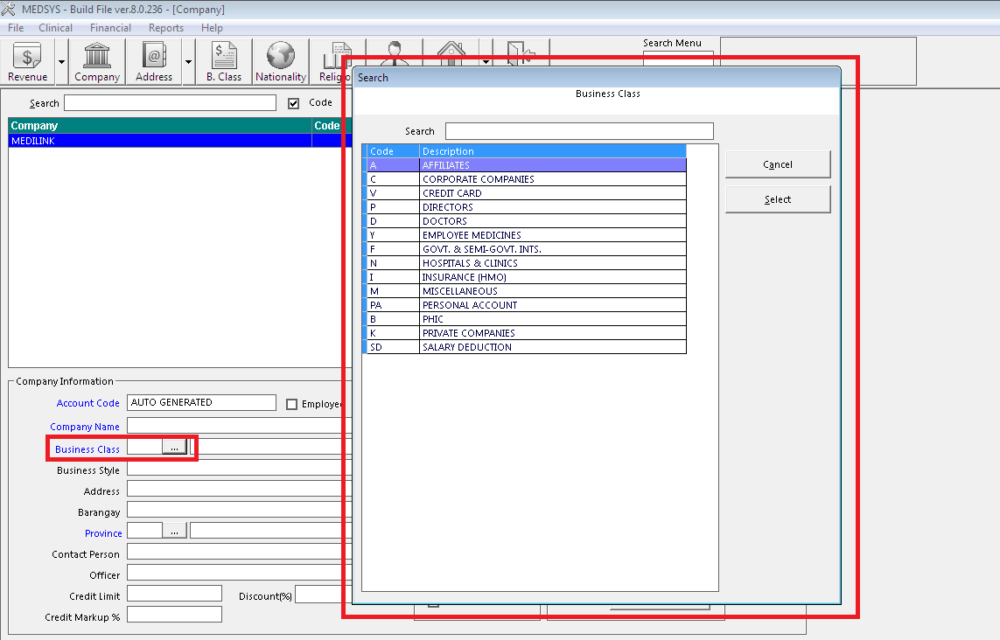 MEDSYS - Build File ver.8.0.236 - [Company]
File Clinical Financial Reports Help
Search Menu
Revenue Company Address B. Class Nationality Religio
Search Code
Company Code
MEDILINK
Search
Business Class
Search
Code Description
A AFFILIATES
C CORPORATE COMPANIES
V CREDIT CARD
P DIRECTORS
D DOCTORS
Y EMPLOYEE MEDICINES
F GOVT. & SEMI-GOVT. INTS.
N HOSPITALS & CLINICS
I INSURANCE (HMO)
M MISCELLANEOUS
PA PERSONAL ACCOUNT
B PHIC
K PRIVATE COMPANIES
SD SALARY DEDUCTION
Cancel
Select
Company Information
Account Code AUTO GENERATED Employee
Company Name
Business Class ...
Business Style
Address
Barangay
Province ...
Contact Person
Officer
Credit Limit Discount(%)
Credit Markup %